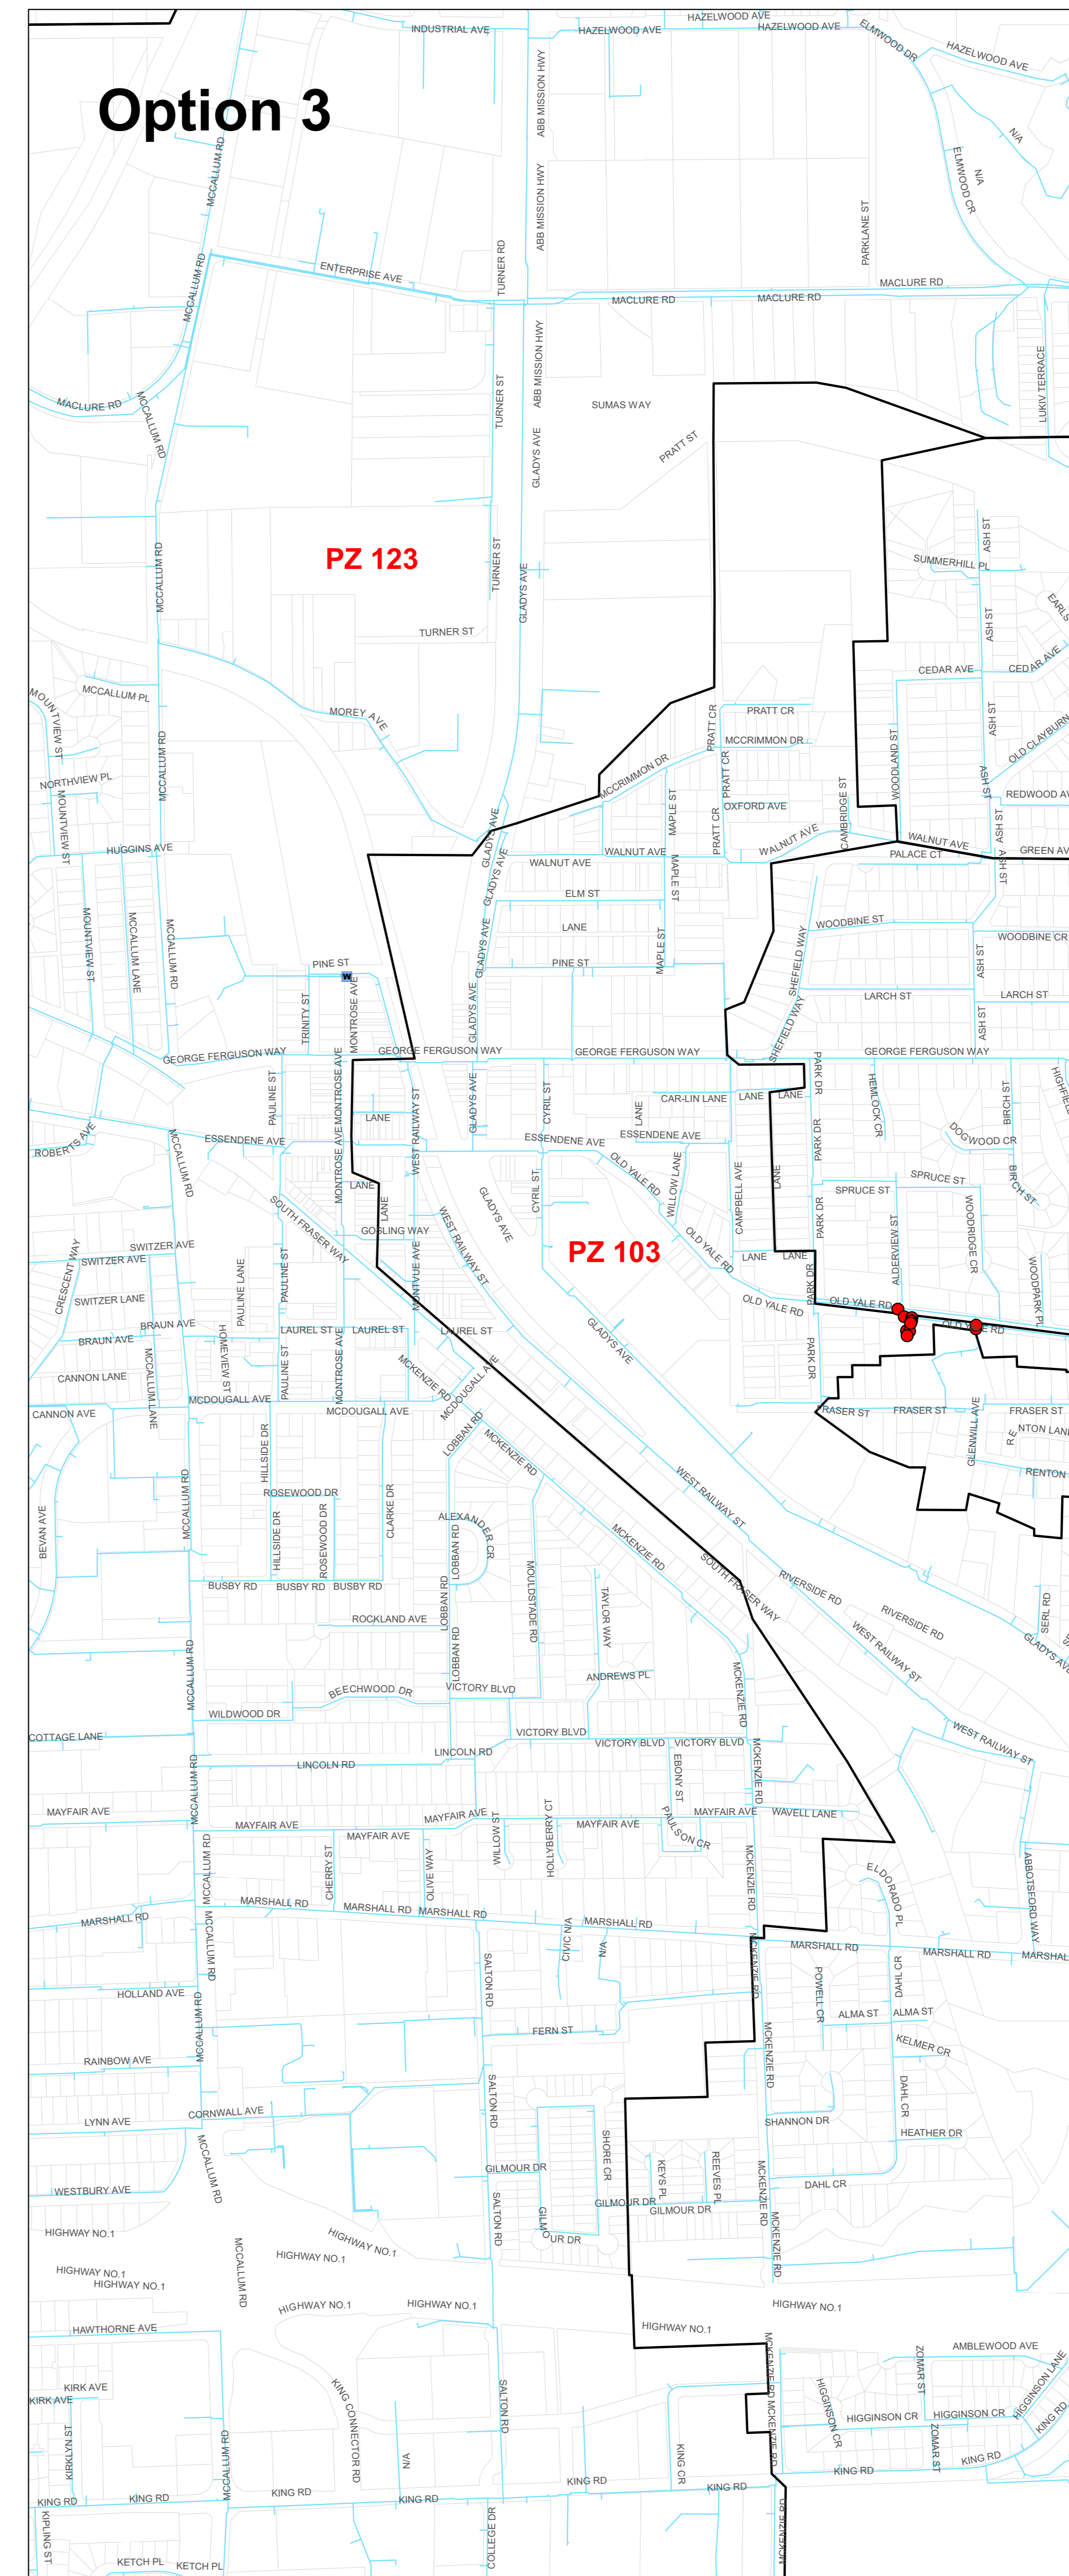 HAZELWOOD AVE
INDUSTRIAL AVE
HAZELWOOD AVE
HAZELWOOD AVE
ELMWOOD DR
HAZELWOOD AVE
Option 3
ABB MISSION HWY
MCCALLUM RD
N/A
N/A
ELMWOOD CR
ABB MISSION HWY
PARKLANE ST
TURNER RD
ENTERPRISE AVE
MCCALLUM RD
MACLURE RD
MACLURE RD
MACLURE RD
ABB MISSION HWY
LUKIV TERRACE
TURNER ST
MACLURE RD
MCCALLUM RD
SUMAS WAY
PRATT ST
GLADYS AVE
ASH ST
PZ 123
SUMMERHILL PL
TURNER ST
MCCALLUM RD
GLADYS AVE
ASH ST
TURNER ST
CEDAR AVE
CEDAR AVE
MCCALLUM PL
MOUNTVIEW ST
MOREY AVE
PRATT CR
PRATT CR
MCCRIMMON DR
ASH ST
OLD CLAYBURN
WOODLAND ST
MCCALLUM RD
NORTHVIEW PL
MCCRIMMON DR
PRATT CR
ASH ST
REDWOOD AV
MAPLE ST
OXFORD AVE
CAMBRIDGE ST
MOUNTVIEW ST
GLADYS AVE
PRATT CR
WALNUT AVE
WALNUT AVE
ASH ST
HUGGINS AVE
WALNUT AVE
WALNUT AVE
PALACE CT
GREEN AV
ASH ST
GLADYS AVE
MAPLE ST
ELM ST
WOODBINE ST
MOUNTVIEW ST
MCCALLUM LANE
MCCALLUM RD
LANE
WOODBINE CR
GLADYS AVE
MAPLE ST
SHEFIELD WAY
ASH ST
PINE ST
W
PINE ST
LARCH ST
LARCH ST
TRINITY ST
MONTROSE AVE
GLADYS AVE
SHEFIELD WAY
ASH ST
GEORGE FERGUSON WAY
GEORGE FERGUSON WAY
GEORGE FERGUSON WAY
GEORGE FERGUSON WAY
PAULINE ST
MONTROSE AVE
WEST RAILWAY ST
GLADYS AVE
CYRIL ST
CAR-LIN LANE
LANE
LANE
LANE
PARK DR
HEMLOCK CR
BIRCH ST
LANE
MONTROSE AVE
ROBERTS AVE
ESSENDENE AVE
ESSENDENE AVE
ESSENDENE AVE
PARK DR
DOGWOOD CR
MCCALLUM RD
LANE
MONTROSE AVE
LANE
CYRIL ST
OLD YALE RD
WILLOW LANE
CAMPBELL AVE
LANE
SPRUCE ST
SPRUCE ST
BIRCH ST
SOUTH FRASER WAY
GOSLING WAY
GLADYS AVE
WEST RAILWAY ST
PARK DR
ALDERVIEW ST
WOODRIDGE CR
SWITZER AVE
SWITZER AVE
CRESCENT WAY
PAULINE ST
MONTVUE AVE
PZ 103
OLD YALE RD
LANE
LANE
WOODPARK PL
SWITZER LANE
PAULINE LANE
PARK DR
OLD YALE RD
OLD YALE RD
BRAUN AVE
BRAUN AVE
LAUREL ST
LAUREL ST
LAUREL ST
GLADYS AVE
PARK DR
HOMEVIEW ST
PAULINE ST
MONTROSE AVE
CANNON LANE
MCCALLUM LANE
MCKENZIE RD
MCDOUGALL AVE
MCDOUGALL AVE
MCDOUGALL AVE
CANNON AVE
FRASER ST
FRASER ST
FRASER ST
GLENWILL AVE
LOBBAN RD
MCKENZIE RD
NTON LAN
RE
RENTON
HILLSIDE DR
WEST RAILWAY ST
ROSEWOOD DR
CLARKE DR
ALEXANDER CR
BEVAN AVE
MCCALLUM RD
HILLSIDE DR
ROSEWOOD DR
LOBBAN RD
MCKENZIE RD
SOUTH FRASER WAY
RIVERSIDE RD
BUSBY RD
BUSBY RD
BUSBY RD
LOBBAN RD
MOULDSTADE RD
TAYLOR WAY
ROCKLAND AVE
RIVERSIDE RD
SERL RD
GLADYS AVE
WEST RAILWAY ST
LOBBAN RD
MCCALLUM RD
ANDREWS PL
MCKENZIE RD
BEECHWOOD DR
VICTORY BLVD
WILDWOOD DR
COTTAGE LANE
VICTORY BLVD
VICTORY BLVD
VICTORY BLVD
WEST RAILWAY ST
LINCOLN RD
LINCOLN RD
EBONY ST
MCKENZIE RD
MCCALLUM RD
MAYFAIR AVE
MAYFAIR AVE
MAYFAIR AVE
WAVELL LANE
MAYFAIR AVE
MAYFAIR AVE
MAYFAIR AVE
PAULSON CR
WILLOW ST
HOLLYBERRY CT
CHERRY ST
OLIVE WAY
MCCALLUM RD
MCKENZIE RD
ELDORADO PL
ABBOTSFORD WAY
MARSHALL RD
MARSHALL RD
MARSHALL RD
MARSHALL RD
MARSHALL RD
MCCALLUM RD
CIVIC N/A
N/A
MARSHALL RD
MARSHALL RD
MARSHAL
SALTON RD
MCKENZIE RD
POWELL CR
DAHL CR
HOLLAND AVE
MCCALLUM RD
ALMA ST
ALMA ST
FERN ST
KELMER CR
MCKENZIE RD
RAINBOW AVE
SALTON RD
DAHL CR
CORNWALL AVE
LYNN AVE
SHANNON DR
HEATHER DR
SHORE CR
MCCALLUM RD
KEYS PL
REEVES PL
GILMOUR DR
DAHL CR
WESTBURY AVE
SALTON RD
GILMOUR DR
GILMOUR DR
GILMOUR DR
MCKENZIE RD
MCKENZIE RD
HIGHWAY NO.1
HIGHWAY NO.1
HIGHWAY NO.1
MCCALLUM RD
HIGHWAY NO.1
HIGHWAY NO.1
HIGHWAY NO.1
HIGHWAY NO.1
HIGHWAY NO.1
HIGHWAY NO.1
HAWTHORNE AVE
MCKENZIE RD
AMBLEWOOD AVE
ZOMAR ST
KIRK AVE
KIRK AVE
KING CONNECTOR RD
SALTON RD
HIGGINSON CR
HIGGINSON LANE
HIGGINSON CR
HIGGINSON CR
KING RD
MCKENZIE RD
KIRKLYN ST
MCCALLUM RD
N/A
KING CR
ZOMAR ST
KING RD
KING RD
KING RD
KING RD
KING RD
KING RD
KING RD
KING RD
KIPLING ST
COLLEGE DR
MCKENZIE RD
KETCH PL
KETCH PL